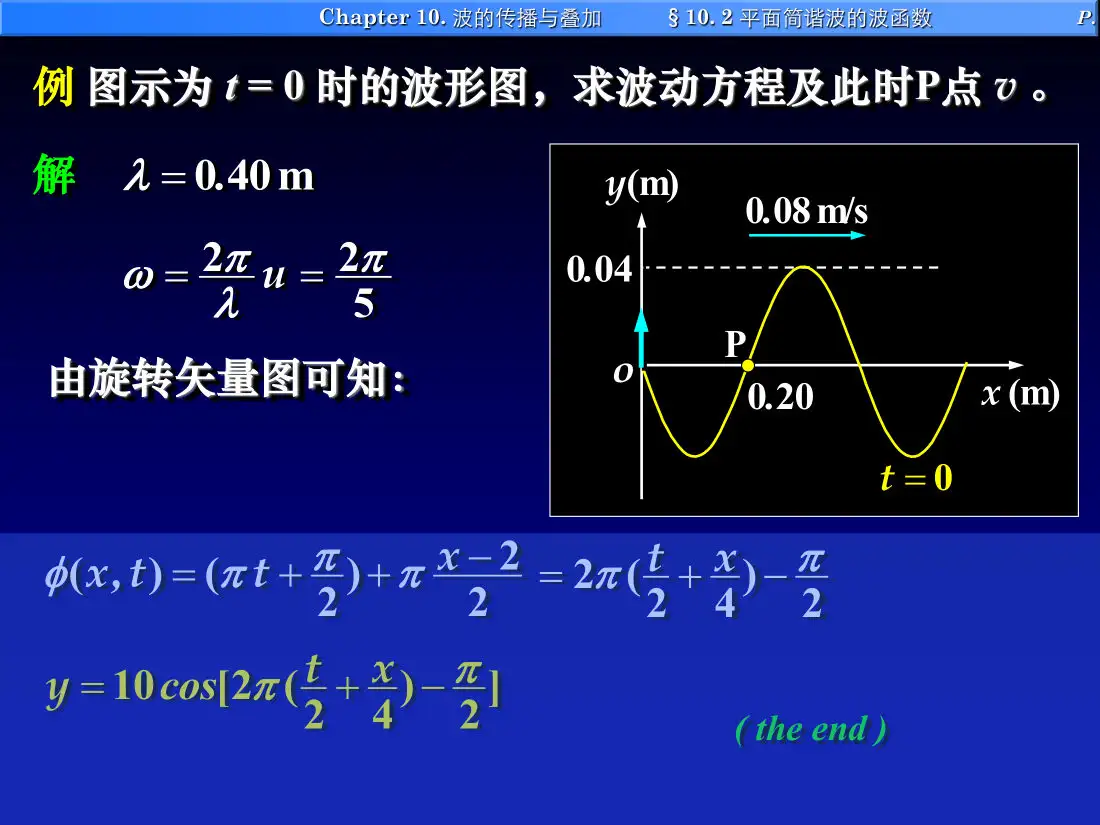 Chapter 10. 波的传播与叠加 §10. 2 平面简谐波的波函数 P.
例 图示为 t = 0 时的波形图，求波动方程及此时P点 v 。
解 λ = 0.40 m
ω = 2π/λ u = 2π/5
由旋转矢量图可知：
y(m)
0.08 m/s
0.04
P
o
0.20
x (m)
t = 0
ϕ(x, t) = (π t + π/2) + π (x − 2)/2 = 2π (t/2 + x/4) − π/2
y = 10 cos[2π (t/2 + x/4) − π/2]
( the end )